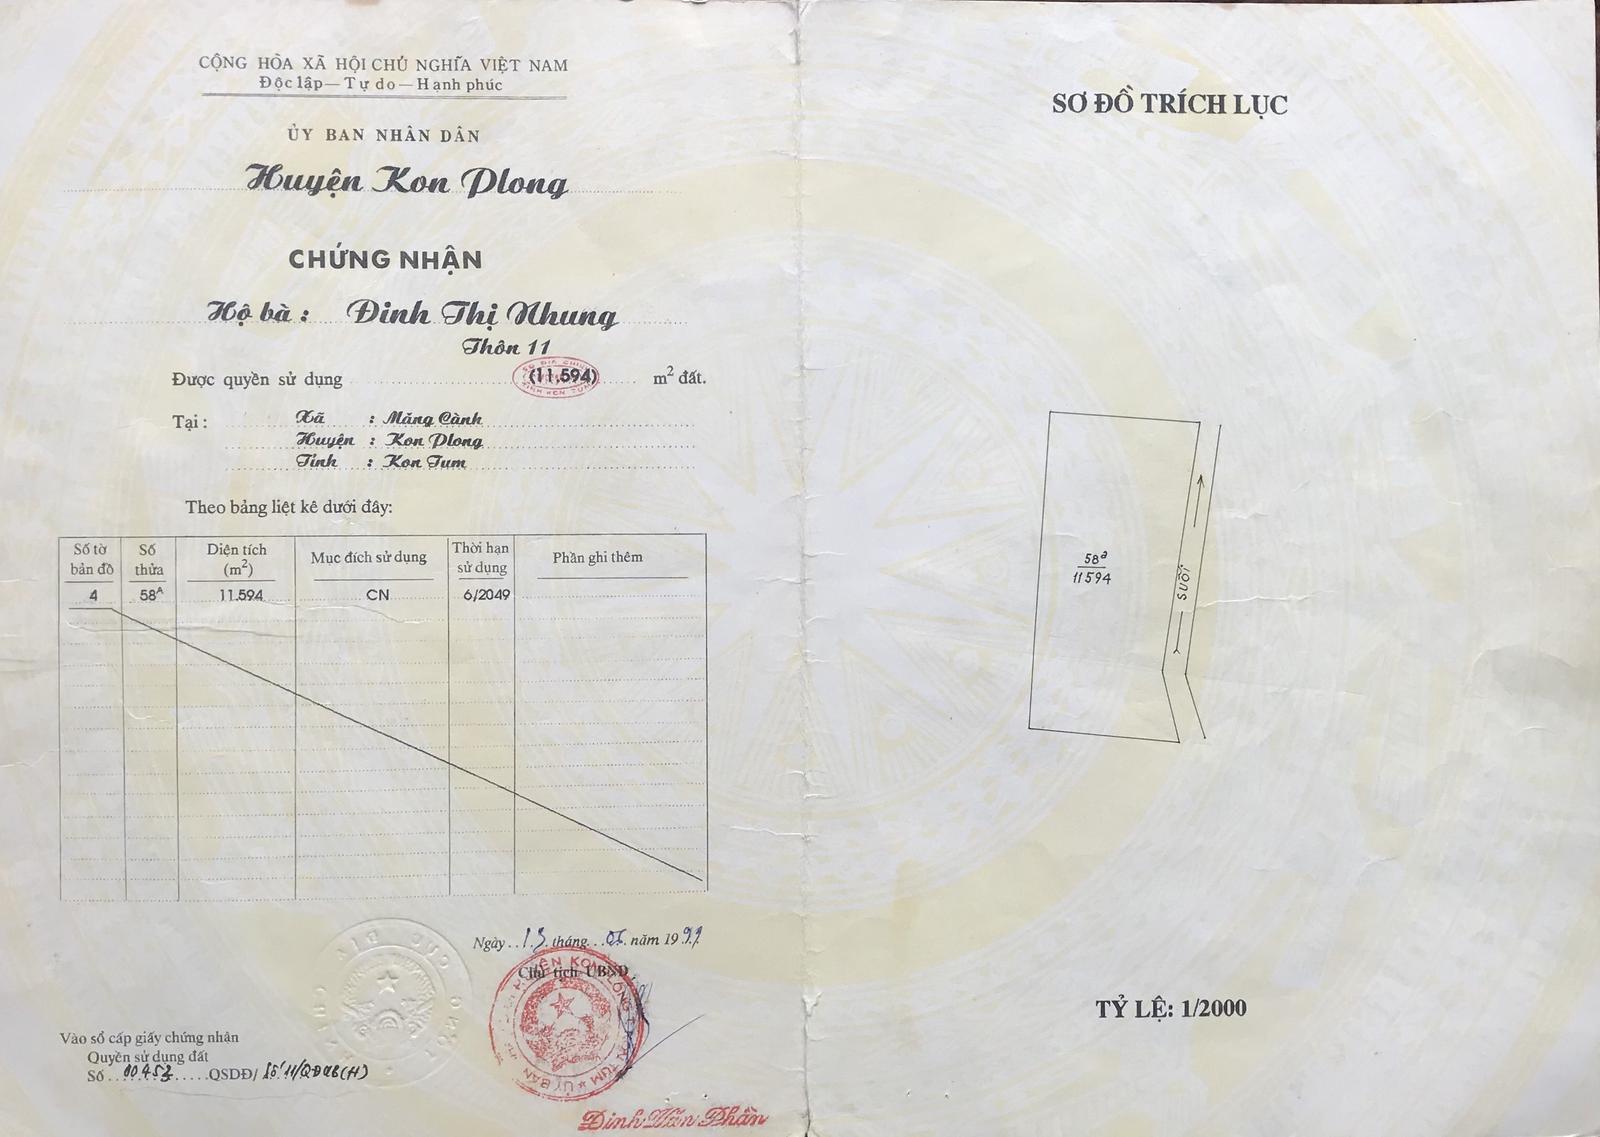 CỘNG HÒA XÃ HỘI CHỦ NGHĨA VIỆT NAM
Độc lập — Tự do — Hạnh phúc
ỦY BAN NHÂN DÂN
Huyện Kon Plong
CHỨNG NHẬN
Hộ bà : Đinh Thị Nhung
Thôn 11
Được quyền sử dụng (11,594) m² đất.
Tại : Xã : Măng Cành
Huyện : Kon Plong
Tỉnh : Kon Tum
Theo bảng liệt kê dưới đây:
Số tờ bản đồ Số thửa Diện tích (m²) Mục đích sử dụng Thời hạn sử dụng Phần ghi thêm
4 58A 11.594 CN 6/2049
Ngày 13 tháng 06 năm 1999
Chủ tịch UBND
Vào sổ cấp giấy chứng nhận
Quyền sử dụng đất
Số 00453 QSDĐ/ Số 11/QĐUB(H)
Đinh Văn Phần
SƠ ĐỒ TRÍCH LỤC
58a
11594
SUỐI
TỶ LỆ: 1/2000